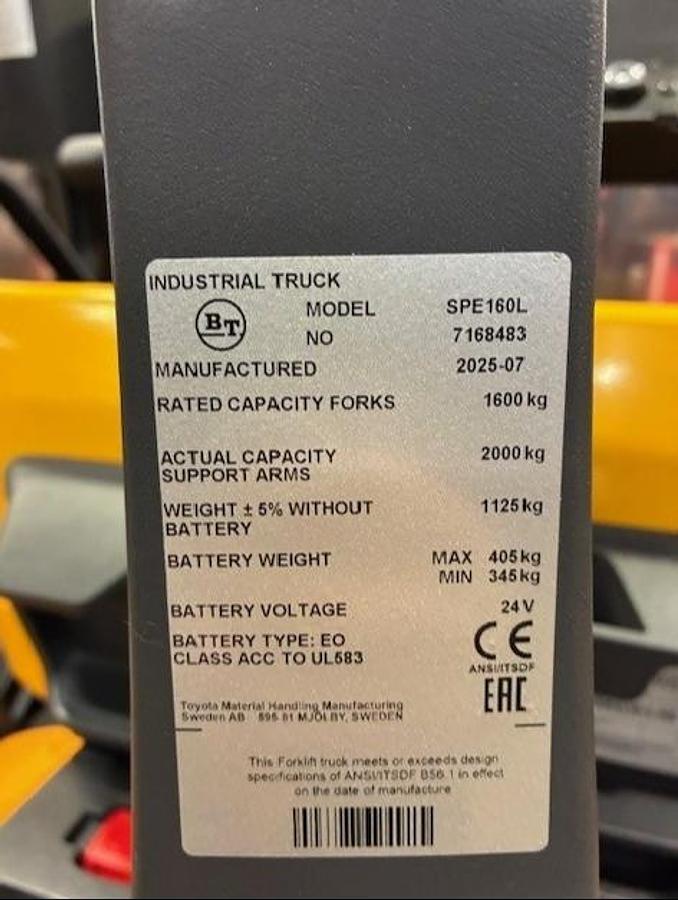 INDUSTRIAL TRUCK
BT MODEL SPE160L
NO 7168483
MANUFACTURED 2025-07
RATED CAPACITY FORKS 1600 kg
ACTUAL CAPACITY 2000 kg
SUPPORT ARMS
WEIGHT ± 5% WITHOUT 1125 kg
BATTERY
BATTERY WEIGHT MAX 405 kg
MIN 345 kg
BATTERY VOLTAGE 24 V
BATTERY TYPE: EO CE
CLASS ACC TO UL583
ANSI/ITSDF
EAC
Toyota Material Handling Manufacturing
Sweden AB 595 81 MJÖLBY, SWEDEN
This Forklift truck meets or exceeds design
specifications of ANSI/ITSDF B56.1 in effect
on the date of manufacture